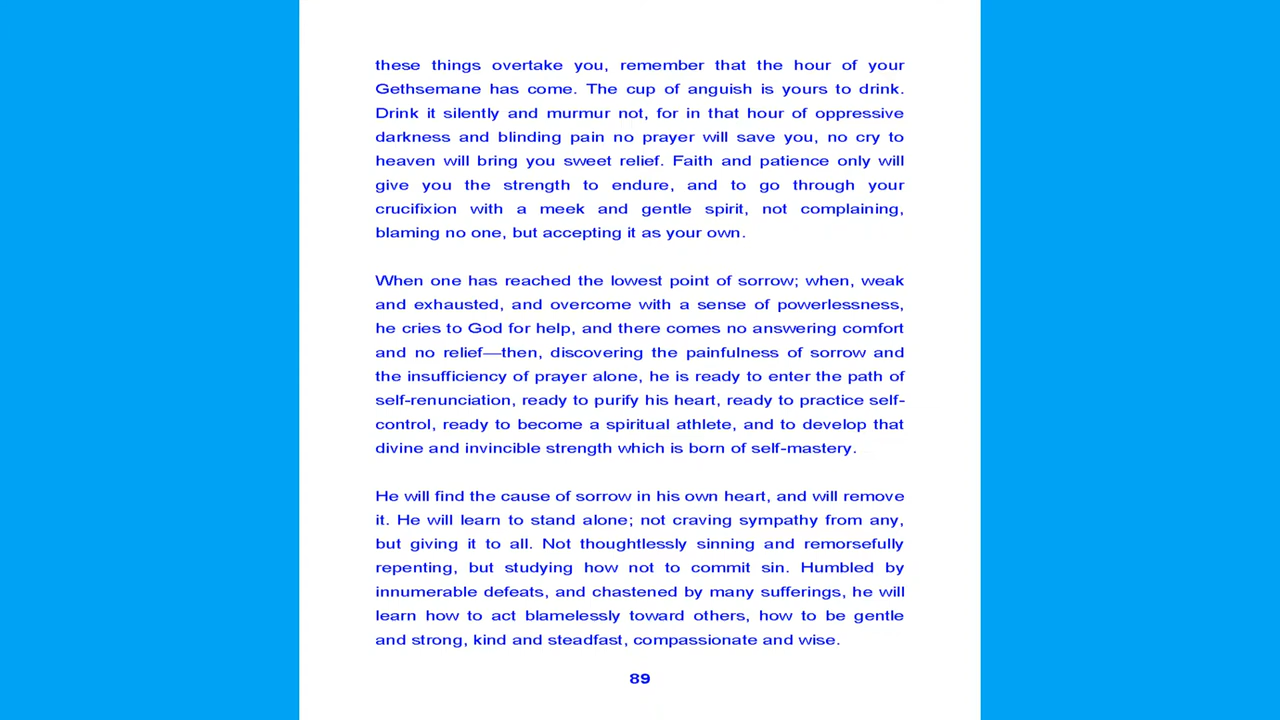 these things overtake you, remember that the hour of your
Gethsemane has come. The cup of anguish is yours to drink.
Drink it silently and murmur not, for in that hour of oppressive
darkness and blinding pain no prayer will save you, no cry to
heaven will bring you sweet relief. Faith and patience only will
give you the strength to endure, and to go through your
crucifixion with a meek and gentle spirit, not complaining,
blaming no one, but accepting it as your own.
When one has reached the lowest point of sorrow; when, weak
and exhausted, and overcome with a sense of powerlessness,
he cries to God for help, and there comes no answering comfort
and no relief—then, discovering the painfulness of sorrow and
the insufficiency of prayer alone, he is ready to enter the path of
self-renunciation, ready to purify his heart, ready to practice self-
control, ready to become a spiritual athlete, and to develop that
divine and invincible strength which is born of self-mastery.
He will find the cause of sorrow in his own heart, and will remove
it. He will learn to stand alone; not craving sympathy from any,
but giving it to all. Not thoughtlessly sinning and remorsefully
repenting, but studying how not to commit sin. Humbled by
innumerable defeats, and chastened by many sufferings, he will
learn how to act blamelessly toward others, how to be gentle
and strong, kind and steadfast, compassionate and wise.
89